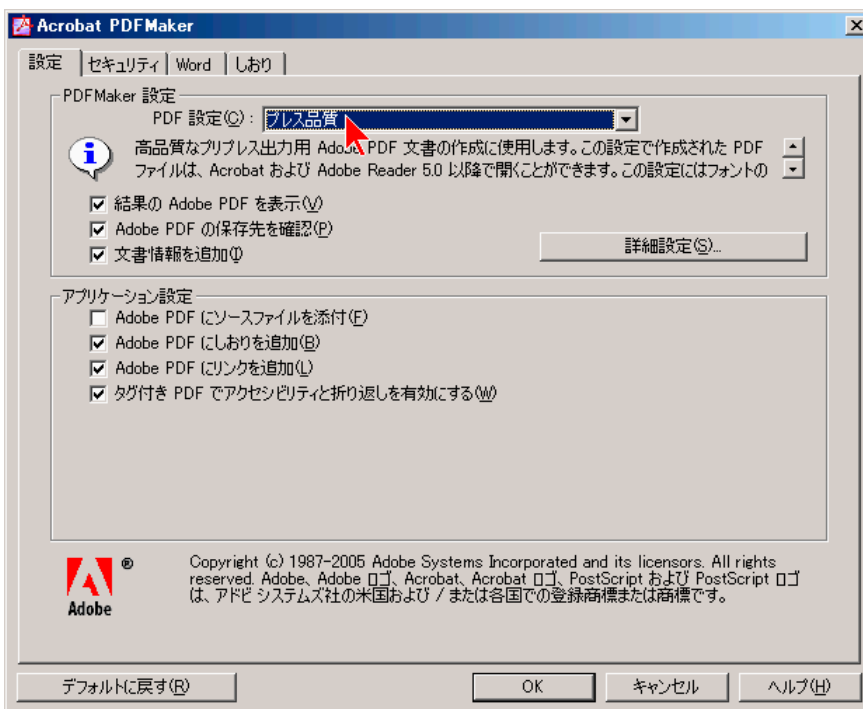 Acrobat PDFMaker
設定 セキュリティ Word しおり
PDFMaker 設定
PDF 設定(C): プレス品質
高品質なプリプレス出力用 Adobe PDF 文書の作成に使用します。この設定で作成された PDF
ファイルは、Acrobat および Adobe Reader 5.0 以降で開くことができます。この設定にはフォントの
結果の Adobe PDF を表示(V)
Adobe PDF の保存先を確認(P)
文書情報を追加(I)
詳細設定(S)...
アプリケーション設定
Adobe PDF にソースファイルを添付(F)
Adobe PDF にしおりを追加(B)
Adobe PDF にリンクを追加(L)
タグ付き PDF でアクセシビリティと折り返しを有効にする(W)
Adobe
®
Copyright (c) 1987-2005 Adobe Systems Incorporated and its licensors. All rights
reserved. Adobe、Adobe ロゴ、Acrobat、Acrobat ロゴ、PostScript および PostScript ロゴ
は、アドビ システムズ社の米国および / または各国での登録商標または商標です。
デフォルトに戻す(R) OK キャンセル ヘルプ(H)